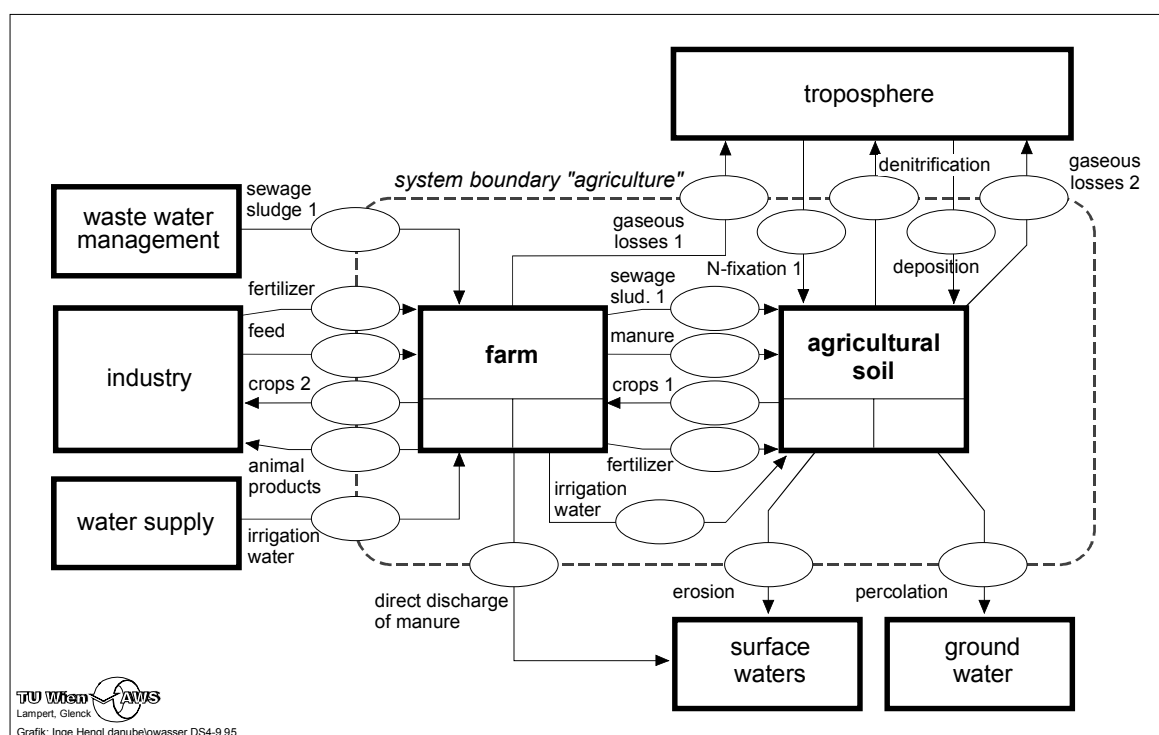 troposphere
denitrification
gaseous
losses 2
system boundary "agriculture"
sewage
sludge 1
waste water
management
gaseous
losses 1
N-fixation 1
deposition
fertilizer
sewage
slud. 1
feed
farm
manure
agricultural
soil
industry
crops 2
crops 1
animal
products
fertilizer
irrigation
water
water supply
irrigation
water
direct discharge
of manure
erosion
percolation
surface
waters
ground
water
TU Wien AWS
Lampert, Glenck
Grafik: Inge Hengl danube\owasser DS4-9.95